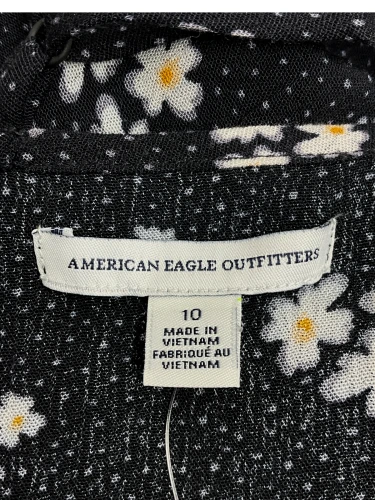 AMERICAN EAGLE OUTFITTERS
10
MADE IN
VIETNAM
FABRIQUÉ AU
VIETNAM